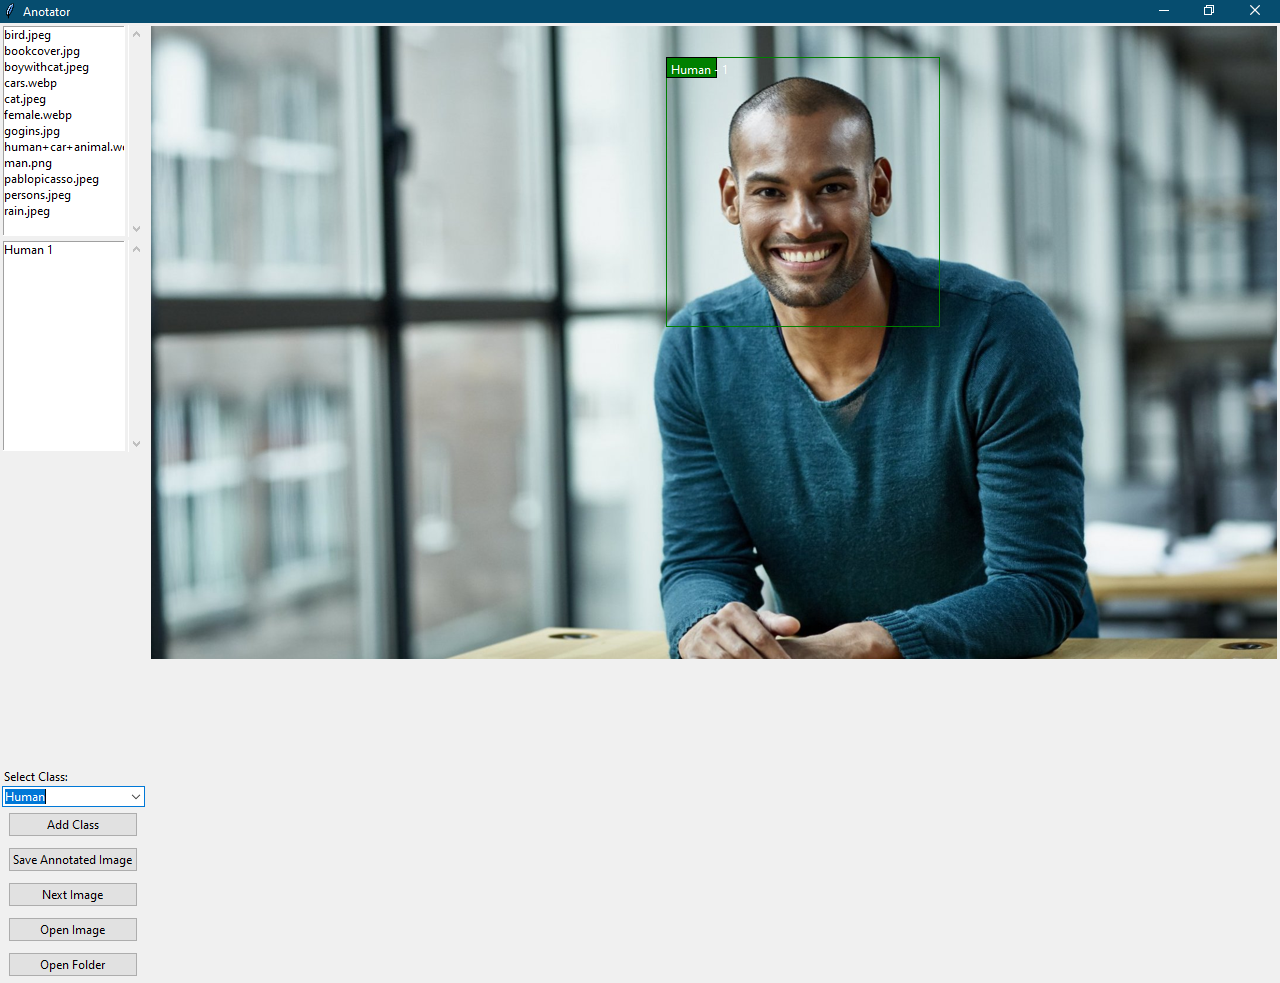 Anotator
bird.jpeg
bookcover.jpg
boywithcat.jpeg
cars.webp
cat.jpeg
female.webp
gogins.jpg
human+car+animal.we
man.png
pablopicasso.jpeg
persons.jpeg
rain.jpeg
Human 1
Human - 1
Select Class:
Human
Add Class
Save Annotated Image
Next Image
Open Image
Open Folder